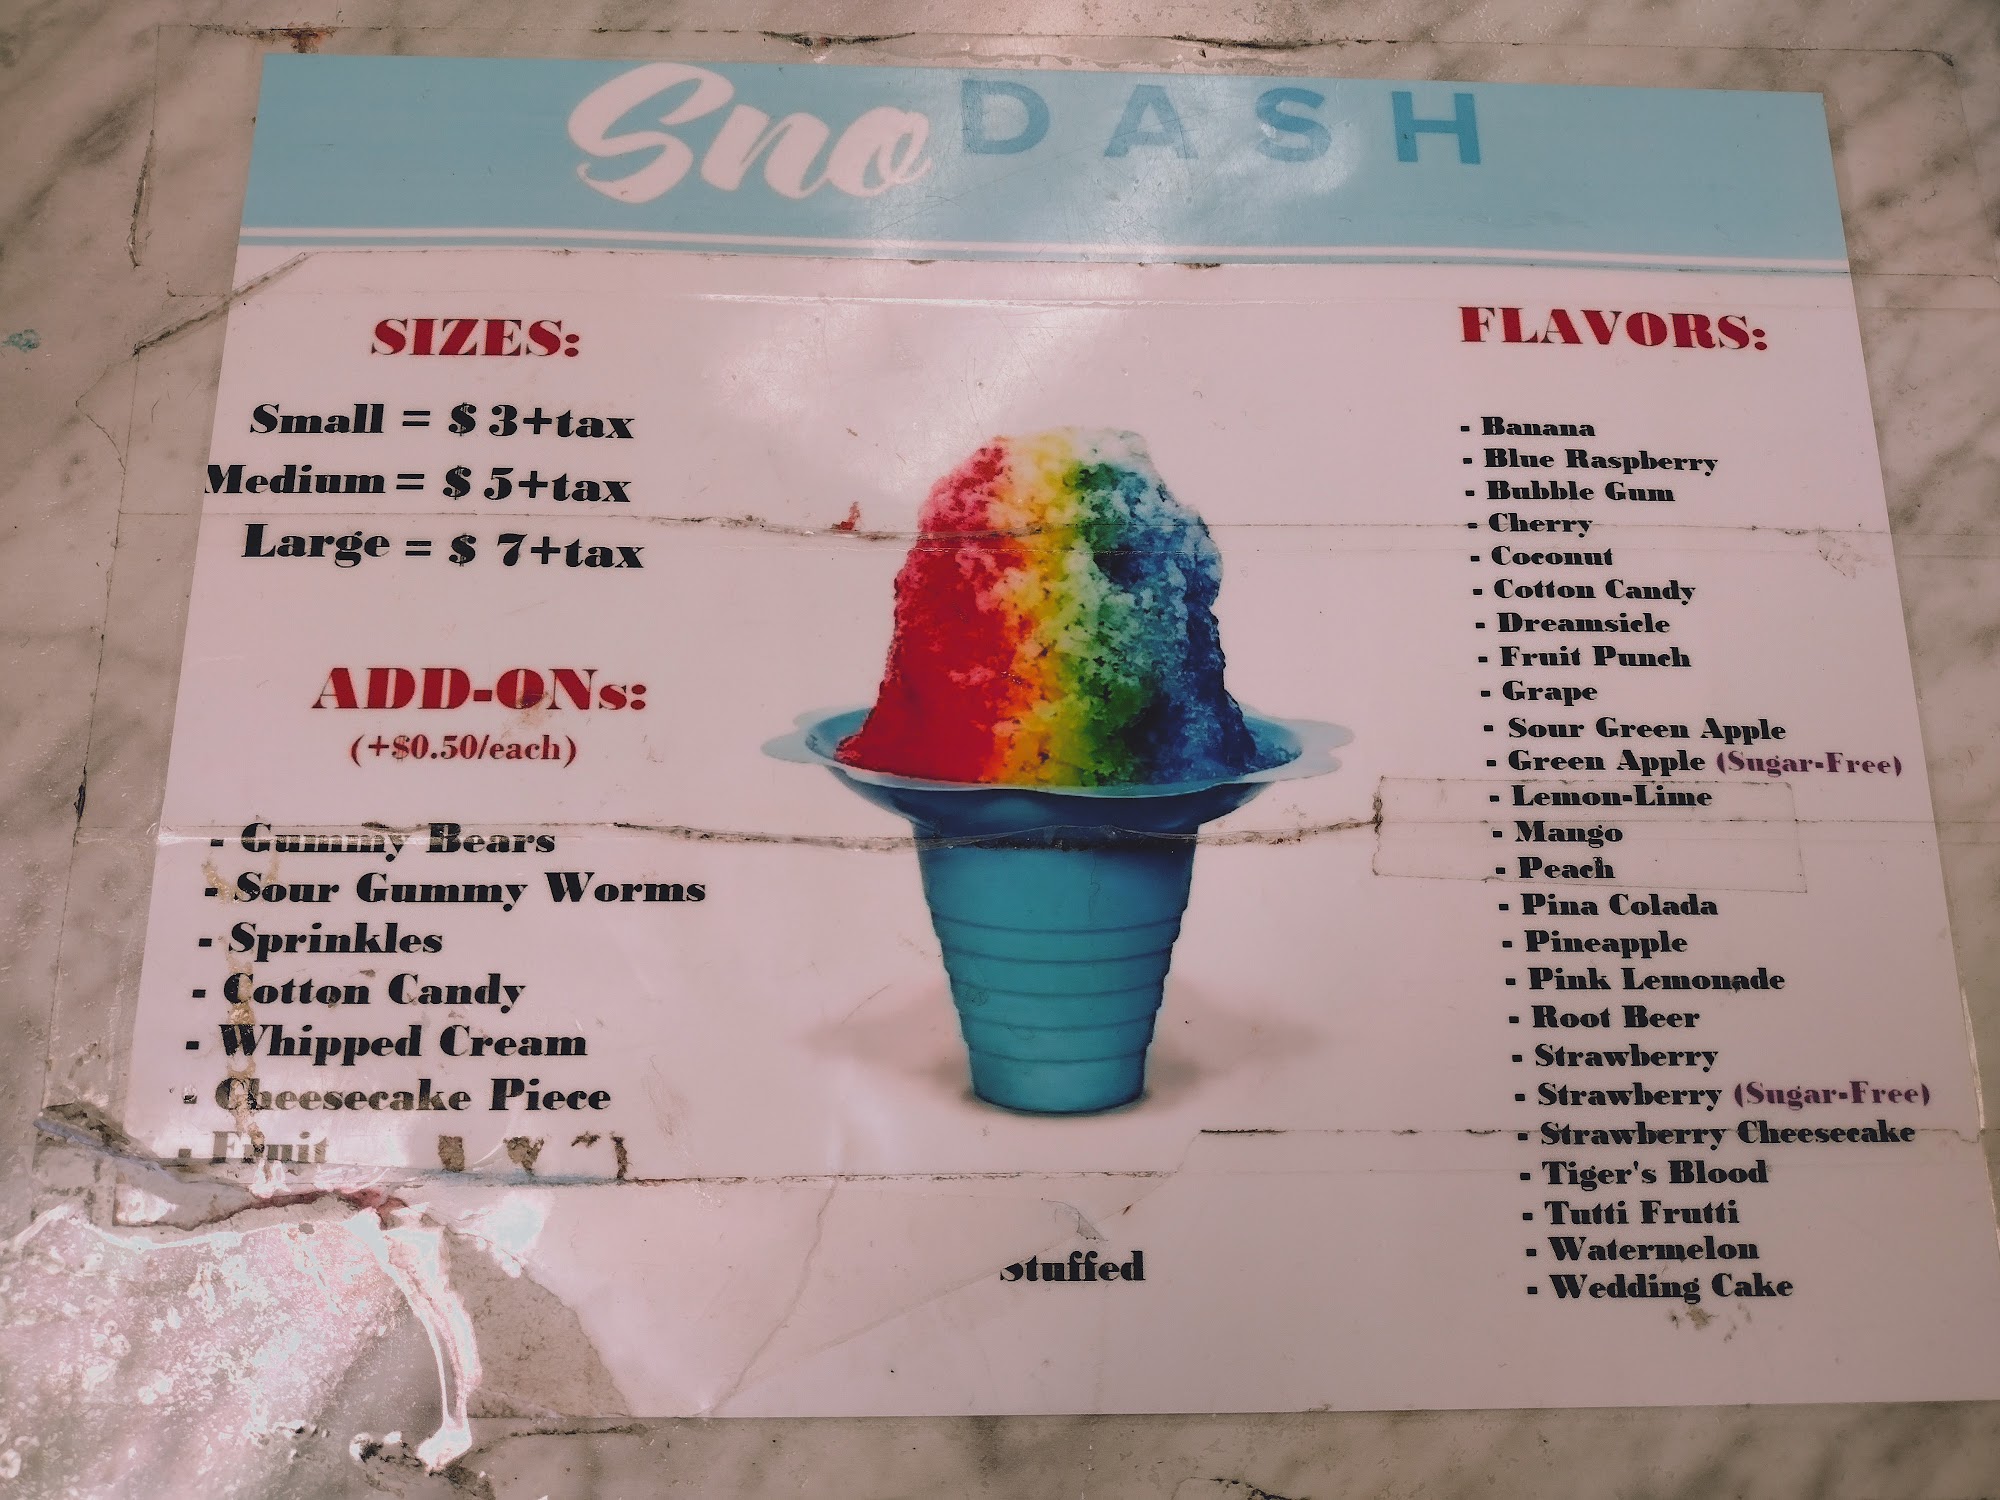 Sno DASH
SIZES:
Small = $ 3+tax
Medium = $ 5+tax
Large = $ 7+tax
ADD-ONs:
(+$0.50/each)
- Gummy Bears
- Sour Gummy Worms
- Sprinkles
- Cotton Candy
- Whipped Cream
- Cheesecake Piece
- Fruit
Stuffed
FLAVORS:
- Banana
- Blue Raspberry
- Bubble Gum
- Cherry
- Coconut
- Cotton Candy
- Dreamsicle
- Fruit Punch
- Grape
- Sour Green Apple
- Green Apple (Sugar-Free)
- Lemon-Lime
- Mango
- Peach
- Pina Colada
- Pineapple
- Pink Lemonade
- Root Beer
- Strawberry
- Strawberry (Sugar-Free)
- Strawberry Cheesecake
- Tiger's Blood
- Tutti Frutti
- Watermelon
- Wedding Cake